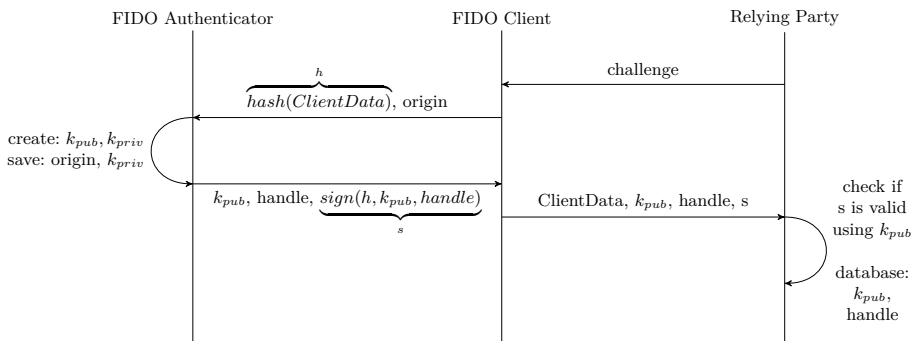 FIDO Authenticator
FIDO Client
Relying Party
challenge
h
hash(ClientData), origin
create: k_pub, k_priv
save: origin, k_priv
k_pub, handle, sign(h, k_pub, handle)
s
ClientData, k_pub, handle, s
check if
s is valid
using k_pub
database:
k_pub,
handle